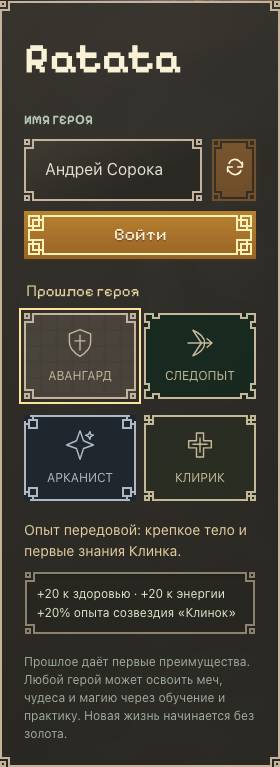 Ratata
ИМЯ ГЕРОЯ
Андрей Сорока
Войти
Прошлое героя
АВАНГАРД
СЛЕДОПЫТ
АРКАНИСТ
КЛИРИК
Опыт передовой: крепкое тело и
первые знания Клинка.
+20 к здоровью · +20 к энергии
+20% опыта созвездия «Клинок»
Прошлое даёт первые преимущества.
Любой герой может освоить меч,
чудеса и магию через обучение и
практику. Новая жизнь начинается без
золота.